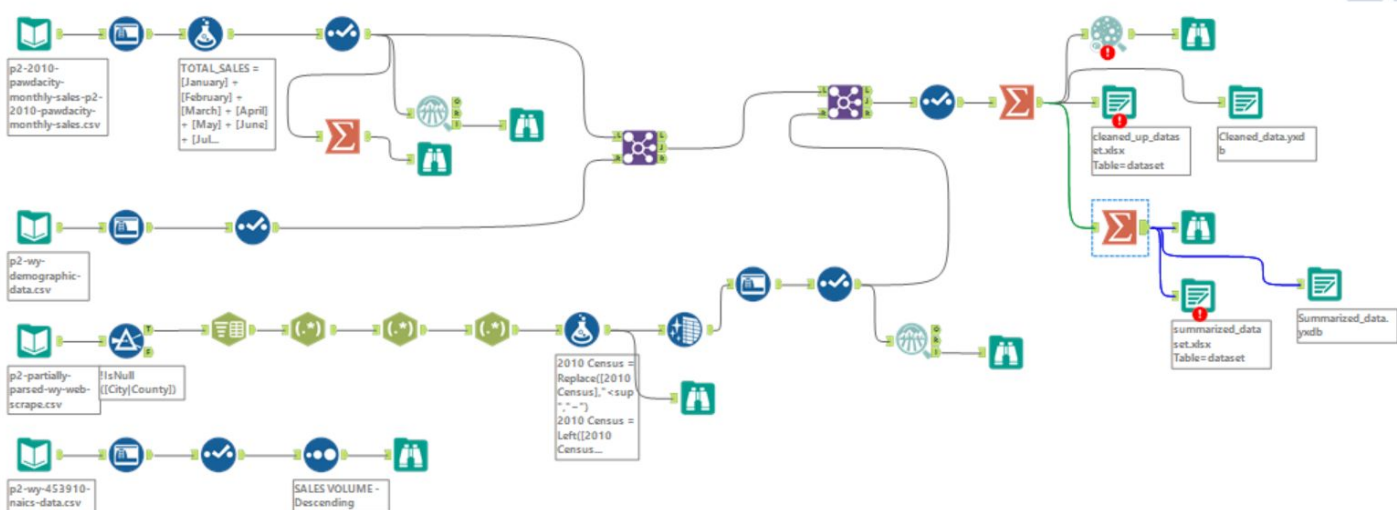 p2-2010-
pawdacity-
monthly-sales-p2-
2010-pawdacity-
monthly-sales.csv
TOTAL_SALES =
[January] +
[February] +
[March] + [April]
+ [May] + [June]
+ [Jul...
cleaned_up_datas
et.xlsx
Table=dataset
Cleaned_data.yxd
b
p2-wy-
demographic-
data.csv
p2-partially-
parsed-wy-web-
scrape.csv
!IsNull
([City|County])
2010 Census =
Replace([2010
Census],"<sup
","~")
2010 Census =
Left([2010
Census...
summarized_data
set.xlsx
Table=dataset
Summarized_data.
yxdb
p2-wy-453910-
naics-data.csv
SALES VOLUME -
Descending